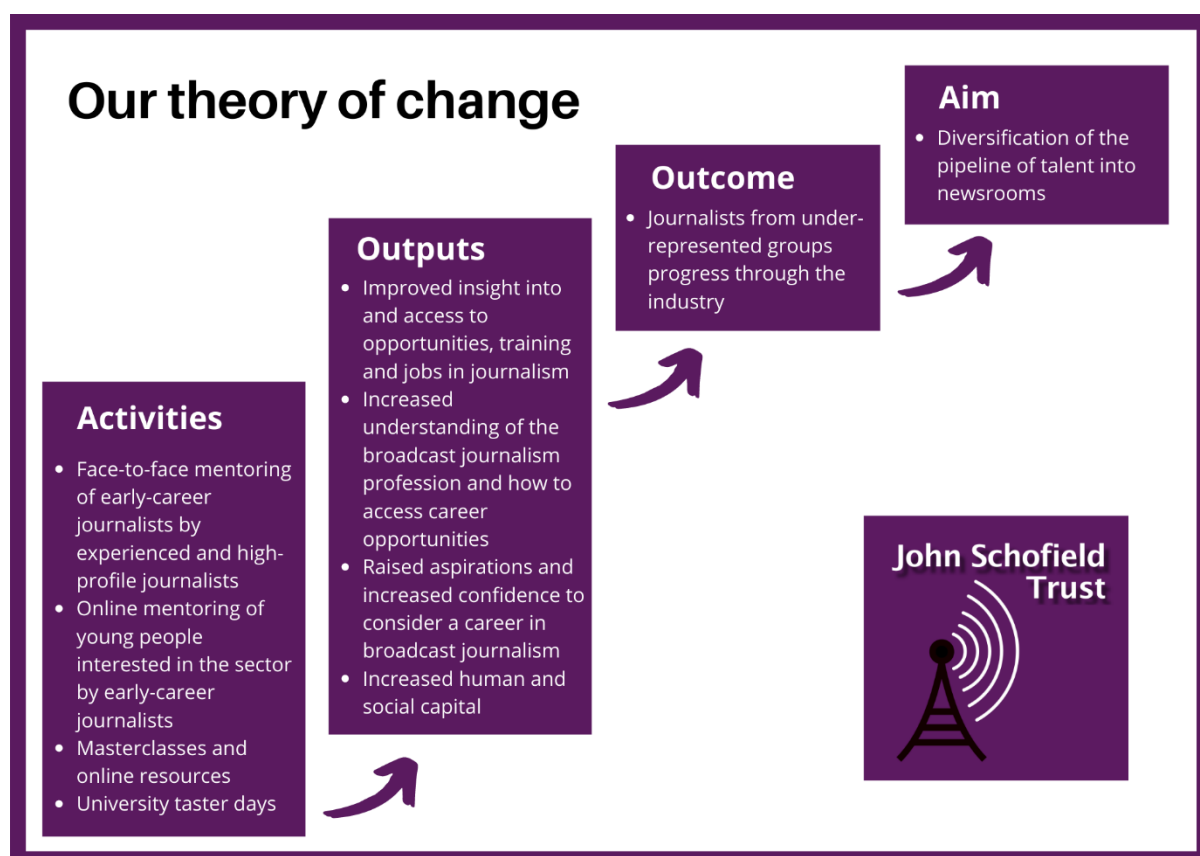 Our theory of change
Activities
• Face-to-face mentoring
of early-career
journalists by
experienced and high-
profile journalists
• Online mentoring of
young people
interested in the sector
by early-career
journalists
• Masterclasses and
online resources
• University taster days
Outputs
• Improved insight into
and access to
opportunities, training
and jobs in journalism
• Increased
understanding of the
broadcast journalism
profession and how to
access career
opportunities
• Raised aspirations and
increased confidence to
consider a career in
broadcast journalism
• Increased human and
social capital
Outcome
• Journalists from under-
represented groups
progress through the
industry
Aim
• Diversification of the
pipeline of talent into
newsrooms
John Schofield
Trust